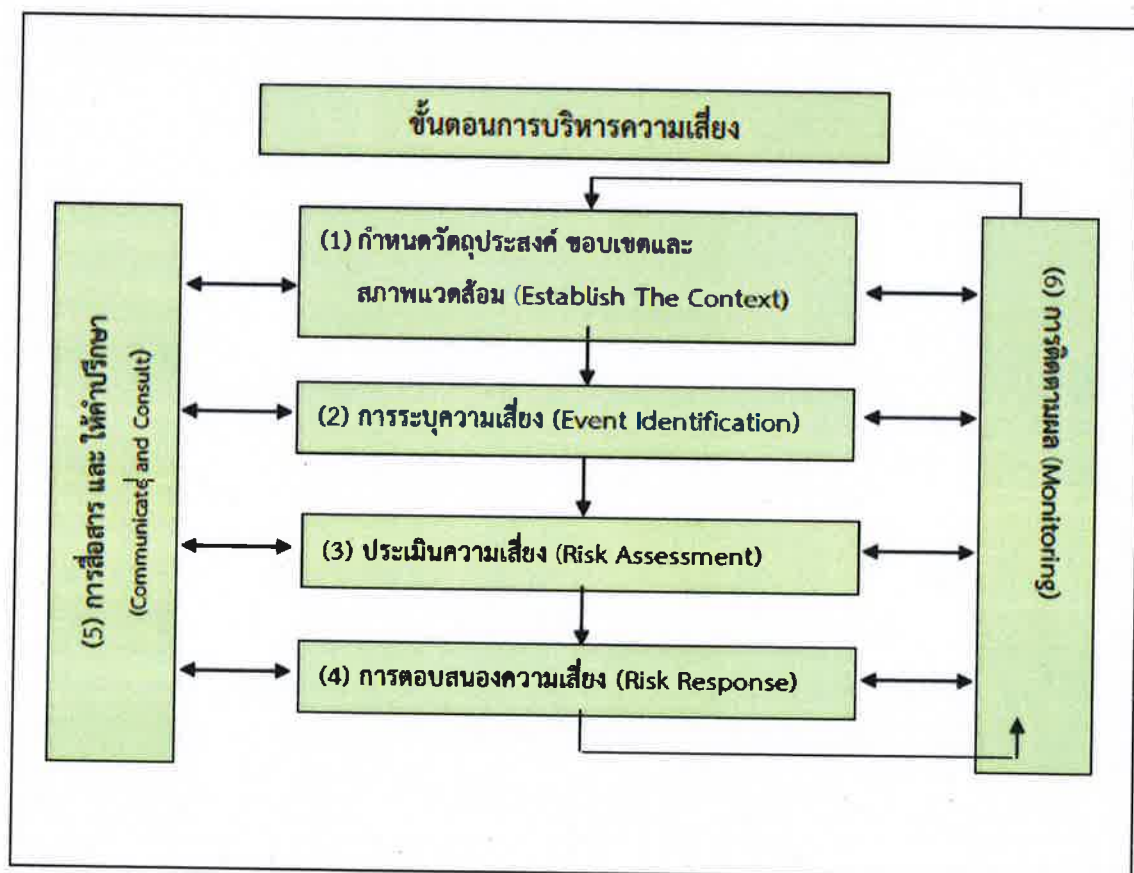 ขั้นตอนการบริหารความเสี่ยง
(1) กำหนดวัตถุประสงค์ ขอบเขตและ
สภาพแวดล้อม (Establish The Context)
(2) การระบุความเสี่ยง (Event Identification)
(3) ประเมินความเสี่ยง (Risk Assessment)
(4) การตอบสนองความเสี่ยง (Risk Response)
(5) การสื่อสาร และ ให้คำปรึกษา
(Communicate and Consult)
(6) การติดตามผล (Monitoring)